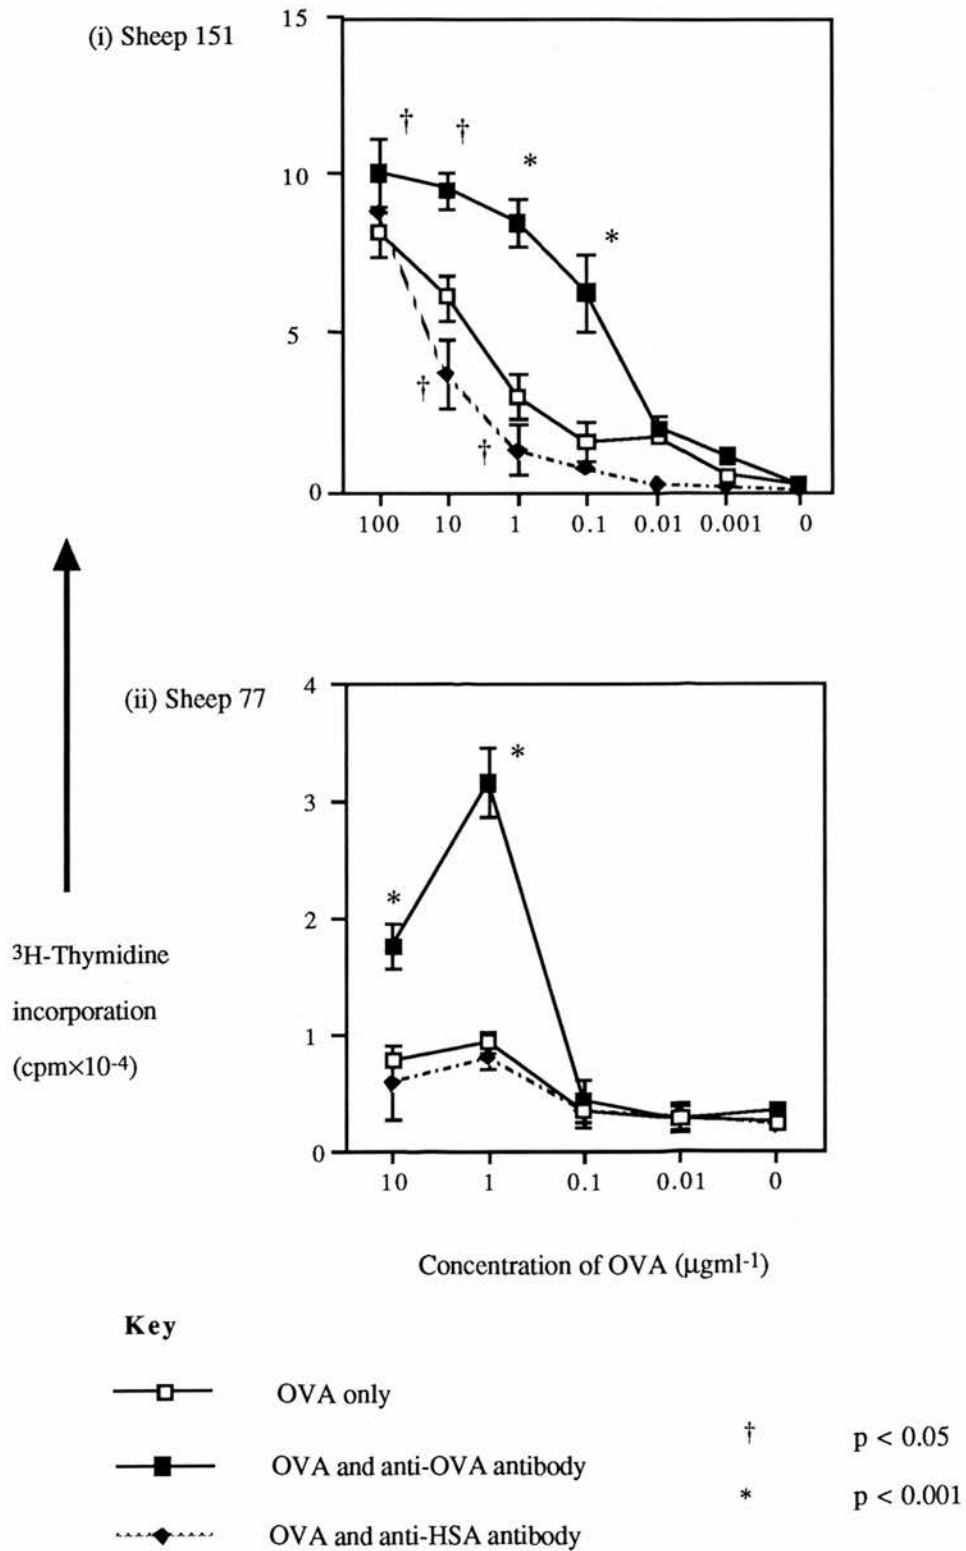 (i) Sheep 151
15
10
5
0
† † * *
† †
100 10 1 0.1 0.01 0.001 0
(ii) Sheep 77
4
3
2
1
0
* *
10 1 0.1 0.01 0
³H-Thymidine
incorporation
(cpm×10⁻⁴)
Concentration of OVA (µgml⁻¹)
Key
OVA only
OVA and anti-OVA antibody
OVA and anti-HSA antibody
† p < 0.05
* p < 0.001